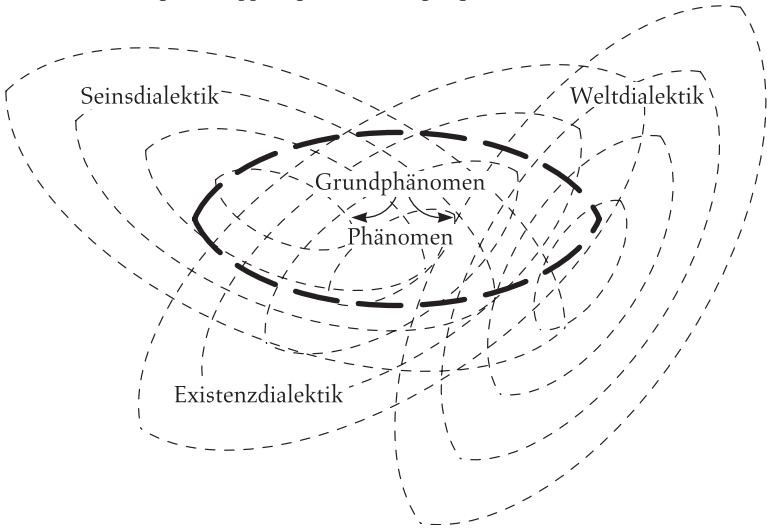 Seinsdialektik
Weltdialektik
Grundphänomen
Phänomen
Existenzdialektik